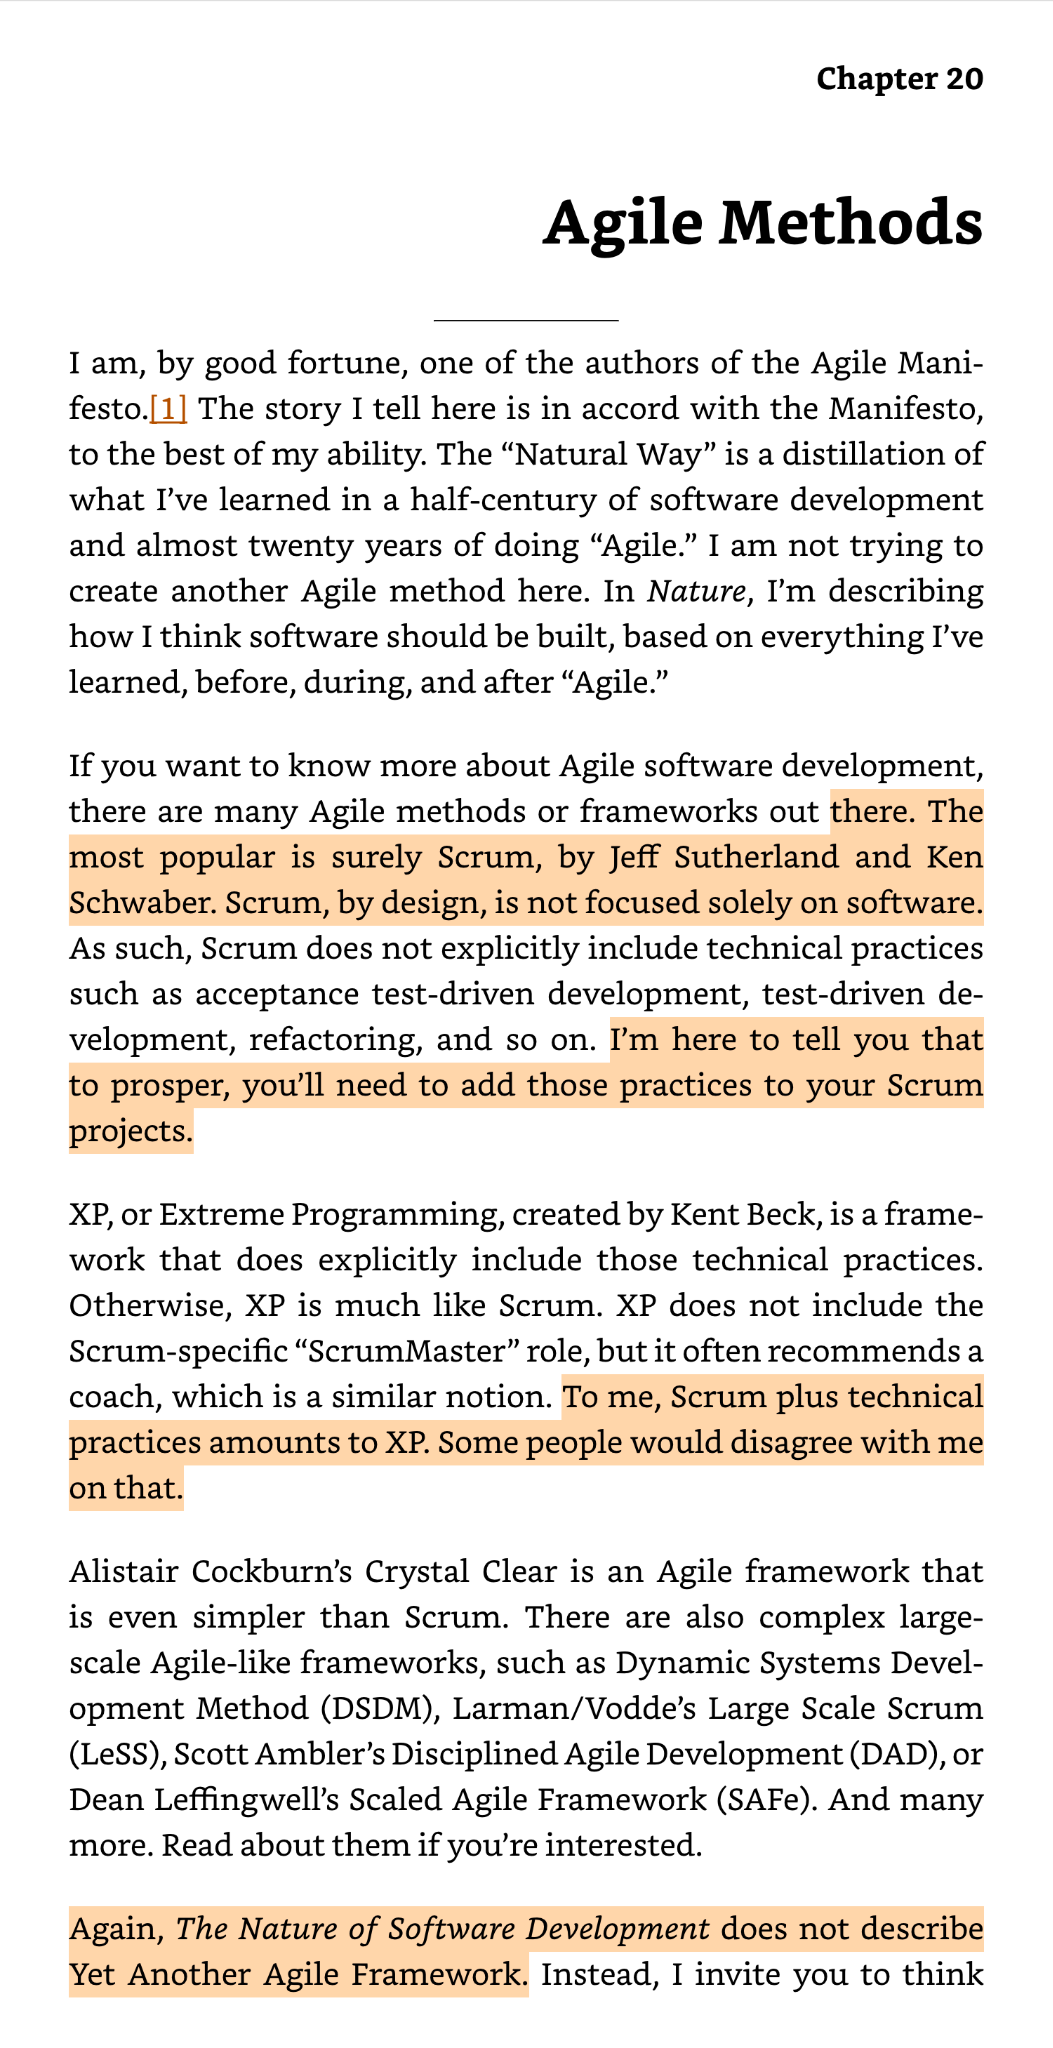 Chapter 20
Agile Methods
I am, by good fortune, one of the authors of the Agile Mani-
festo.[1] The story I tell here is in accord with the Manifesto,
to the best of my ability. The “Natural Way” is a distillation of
what I’ve learned in a half-century of software development
and almost twenty years of doing “Agile.” I am not trying to
create another Agile method here. In Nature, I’m describing
how I think software should be built, based on everything I’ve
learned, before, during, and after “Agile.”
If you want to know more about Agile software development,
there are many Agile methods or frameworks out there. The
most popular is surely Scrum, by Jeff Sutherland and Ken
Schwaber. Scrum, by design, is not focused solely on software.
As such, Scrum does not explicitly include technical practices
such as acceptance test-driven development, test-driven de-
velopment, refactoring, and so on. I’m here to tell you that
to prosper, you’ll need to add those practices to your Scrum
projects.
XP, or Extreme Programming, created by Kent Beck, is a frame-
work that does explicitly include those technical practices.
Otherwise, XP is much like Scrum. XP does not include the
Scrum-specific “ScrumMaster” role, but it often recommends a
coach, which is a similar notion. To me, Scrum plus technical
practices amounts to XP. Some people would disagree with me
on that.
Alistair Cockburn’s Crystal Clear is an Agile framework that
is even simpler than Scrum. There are also complex large-
scale Agile-like frameworks, such as Dynamic Systems Devel-
opment Method (DSDM), Larman/Vodde’s Large Scale Scrum
(LeSS), Scott Ambler’s Disciplined Agile Development (DAD), or
Dean Leffingwell’s Scaled Agile Framework (SAFe). And many
more. Read about them if you’re interested.
Again, The Nature of Software Development does not describe
Yet Another Agile Framework. Instead, I invite you to think